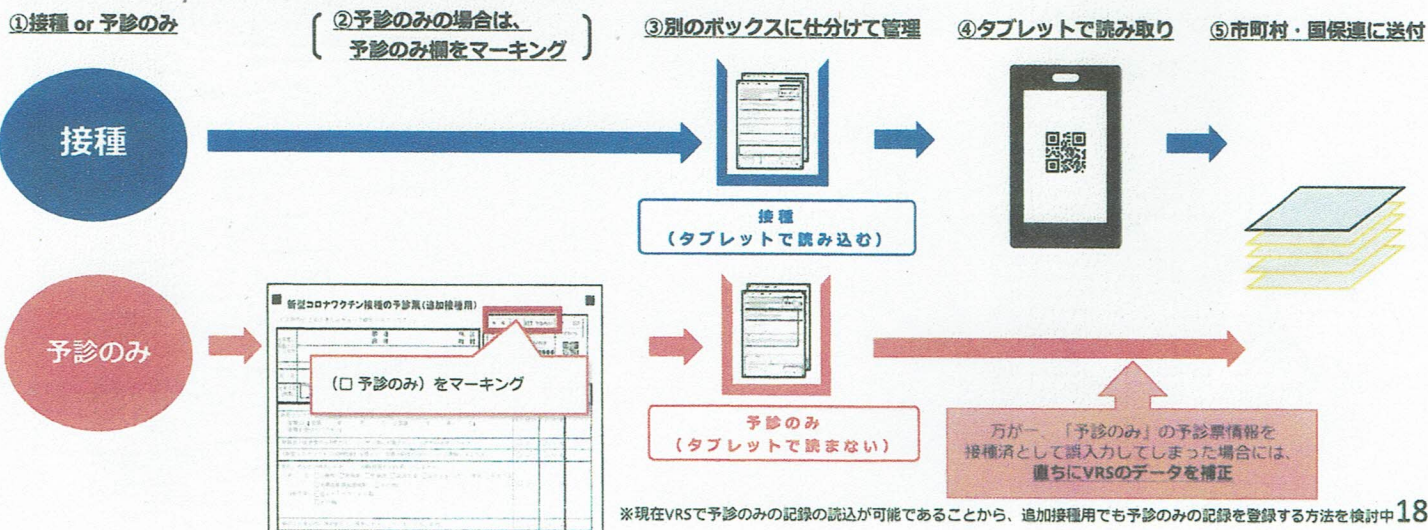 ①接種 or 予診のみ
②予診のみの場合は、
予診のみ欄をマーキング
③別のボックスに仕分けて管理
④タブレットで読み取り
⑤市町村・国保連に送付
接種
接種
（タブレットで読み込む）
予診のみ
新型コロナワクチン接種の予診票(追加接種用)
（□ 予診のみ）をマーキング
予診のみ
（タブレットで読まない）
万が一、「予診のみ」の予診票情報を
接種済として誤入力してしまった場合には、
直ちにVRSのデータを補正
※現在VRSで予診のみの記録の読込が可能であることから、追加接種用でも予診のみの記録を登録する方法を検討中
18